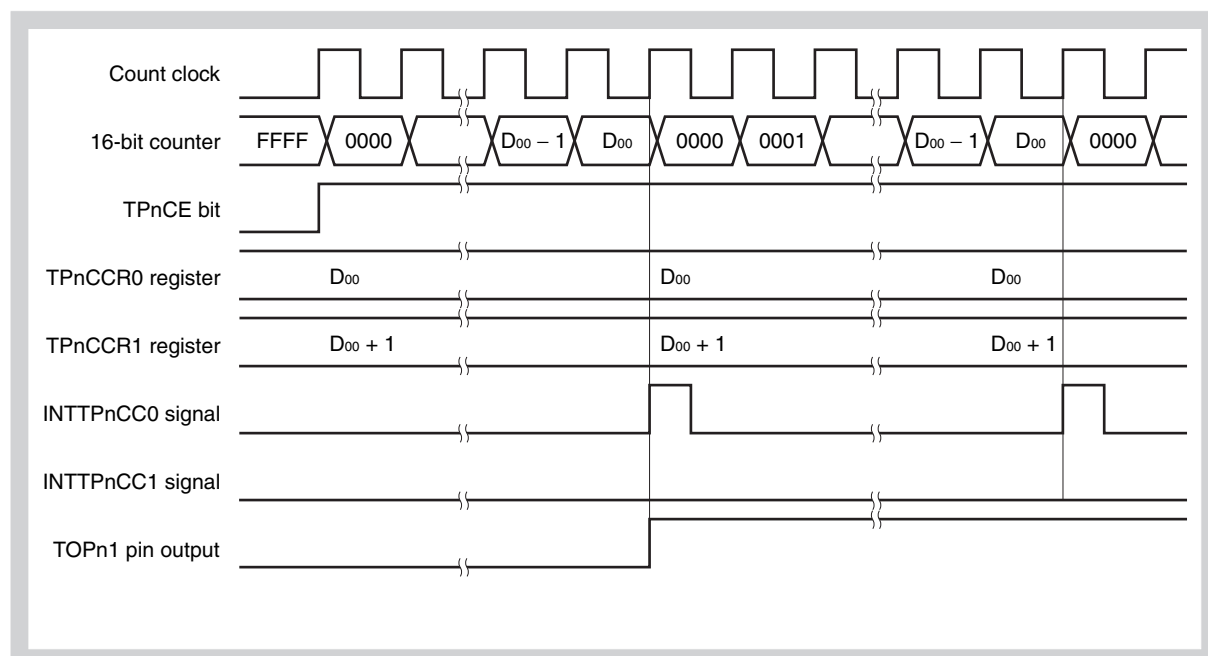 Count clock
16-bit counter FFFF 0000 D00 − 1 D00 0000 0001 D00 − 1 D00 0000
TPnCE bit
TPnCCR0 register D00 D00 D00
TPnCCR1 register D00 + 1 D00 + 1 D00 + 1
INTTPnCC0 signal
INTTPnCC1 signal
TOPn1 pin output